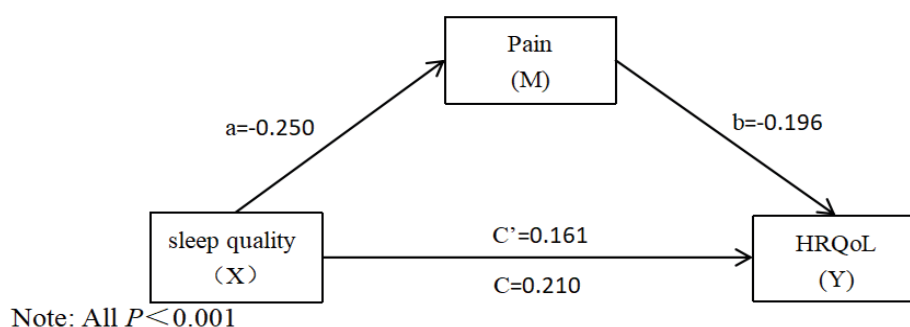 Pain
(M)
a=-0.250
b=-0.196
sleep quality
（X）
C’=0.161
C=0.210
HRQoL
(Y)
Note: All P＜0.001